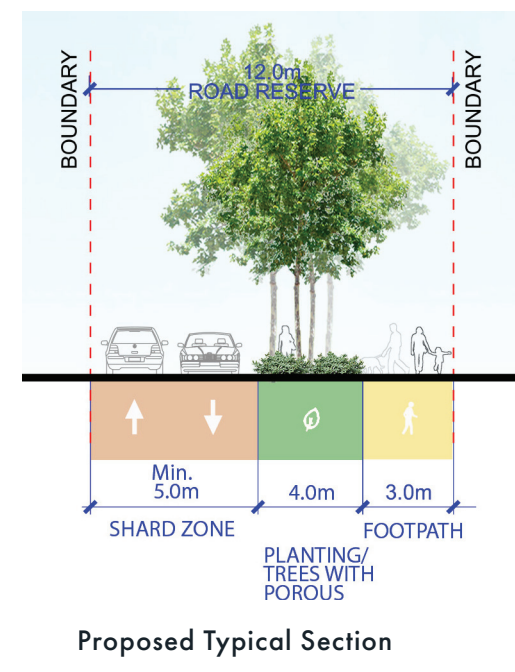 12.0m
ROAD RESERVE
BOUNDARY
BOUNDARY
Min.
5.0m
4.0m
3.0m
SHARD ZONE
FOOTPATH
PLANTING/
TREES WITH
POROUS
Proposed Typical Section